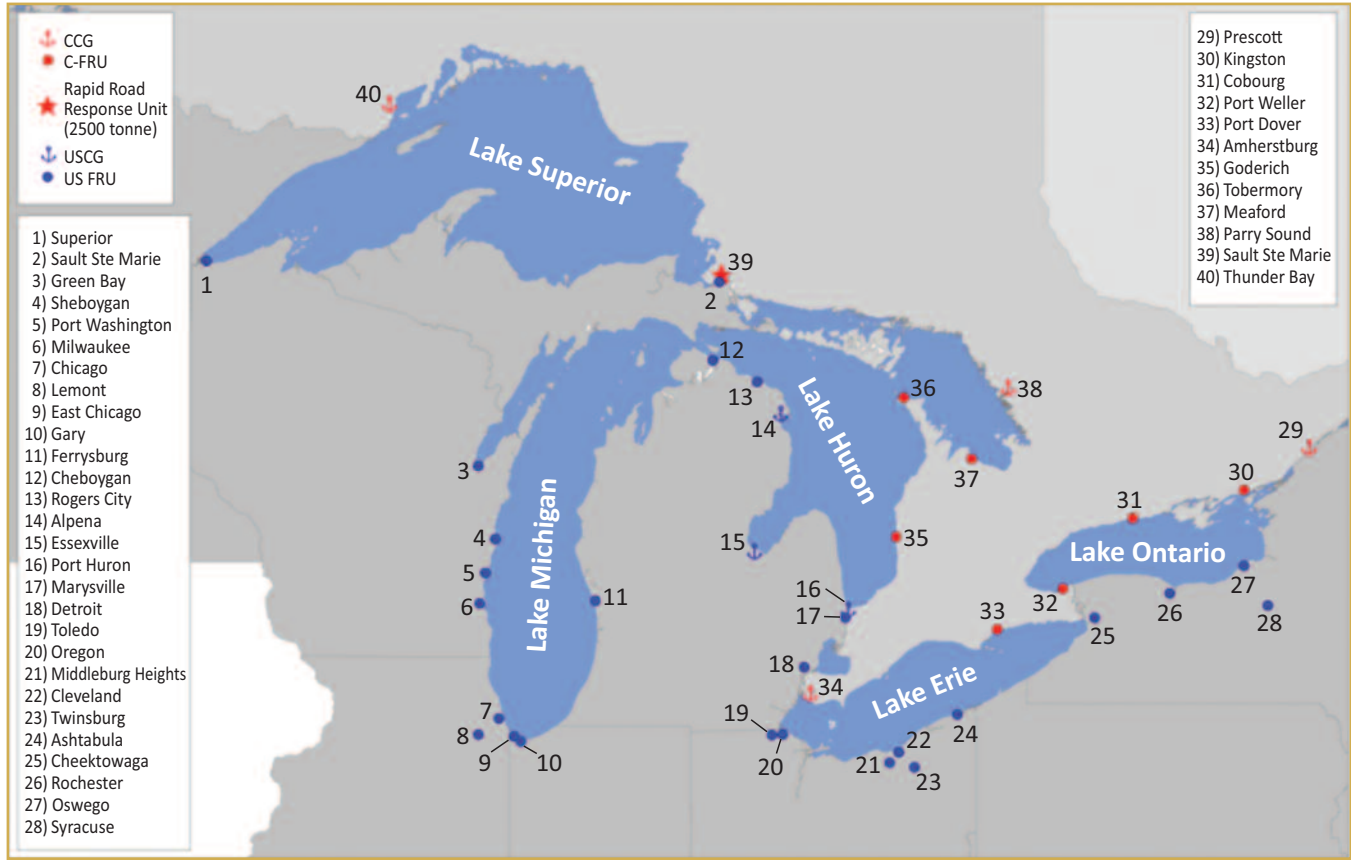 CCG
C-FRU
Rapid Road
Response Unit
(2500 tonne)
USCG
US FRU
1) Superior
2) Sault Ste Marie
3) Green Bay
4) Sheboygan
5) Port Washington
6) Milwaukee
7) Chicago
8) Lemont
9) East Chicago
10) Gary
11) Ferrysburg
12) Cheboygan
13) Rogers City
14) Alpena
15) Essexville
16) Port Huron
17) Marysville
18) Detroit
19) Toledo
20) Oregon
21) Middleburg Heights
22) Cleveland
23) Twinsburg
24) Ashtabula
25) Cheektowaga
26) Rochester
27) Oswego
28) Syracuse
29) Prescott
30) Kingston
31) Cobourg
32) Port Weller
33) Port Dover
34) Amherstburg
35) Goderich
36) Tobermory
37) Meaford
38) Parry Sound
39) Sault Ste Marie
40) Thunder Bay
40
Lake Superior
39
1
2
12
13
36
38
14
Lake Huron
29
3
37
30
Lake Michigan
31
4
15
35
Lake Ontario
5
27
6
11
16
17
32
26
28
33
25
18
34
Lake Erie
7
19
24
8
9
10
20
22
21
23